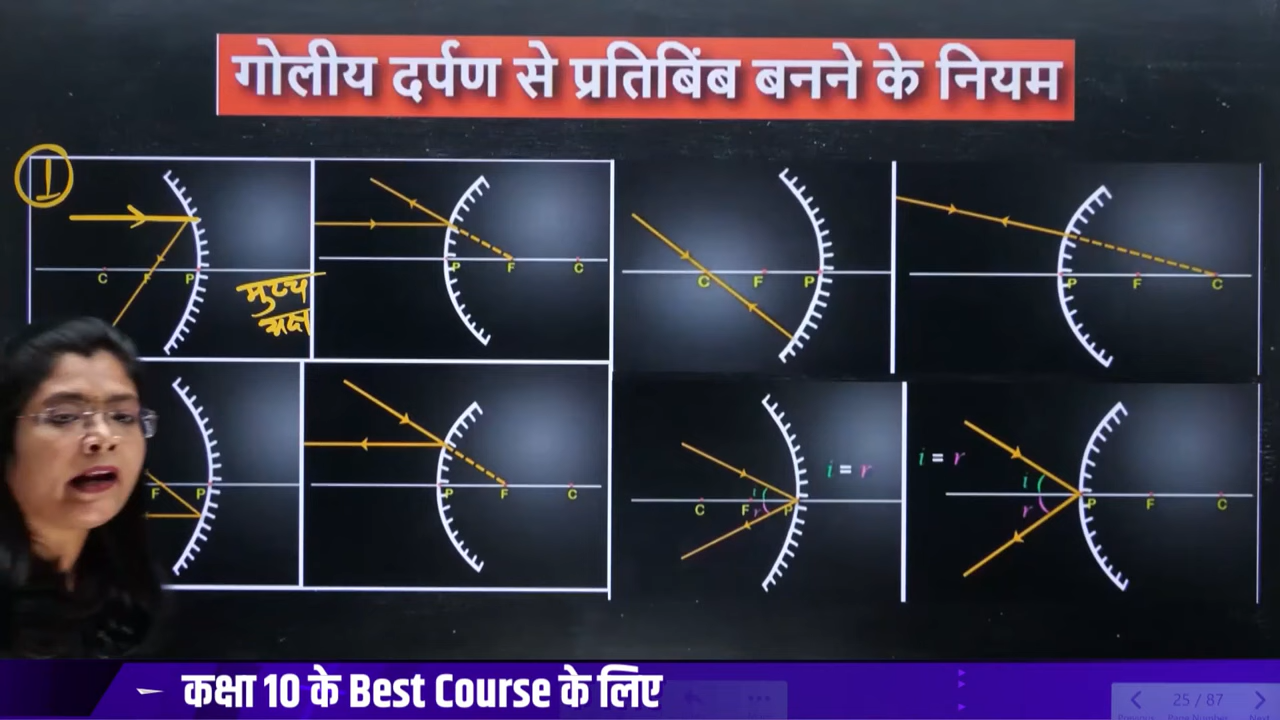 गोलीय दर्पण से प्रतिबिंब बनने के नियम
1
C F P
मुख्य
अक्ष
P F C
C F P
P F C
F P
P F C
i = r
i
r
C F P
i = r
i
r
P F C
कक्षा 10 के Best Course के लिए
25 / 87